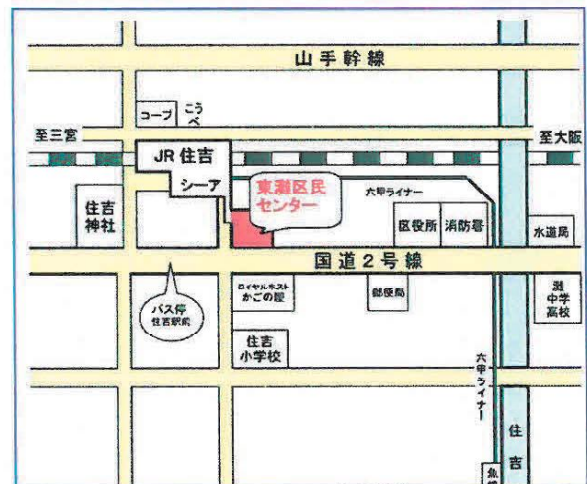 山手幹線
コープ
こうべ
至三宮
至大阪
JR 住吉
シーア
東灘区民
センター
六甲ライナー
住吉
神社
区役所
消防署
水道局
国道2号線
バス停
住吉駅前
ロイヤルホスト
かごの屋
郵便局
灘
中学
高校
住吉
小学校
六甲ライナー
住吉
魚崎